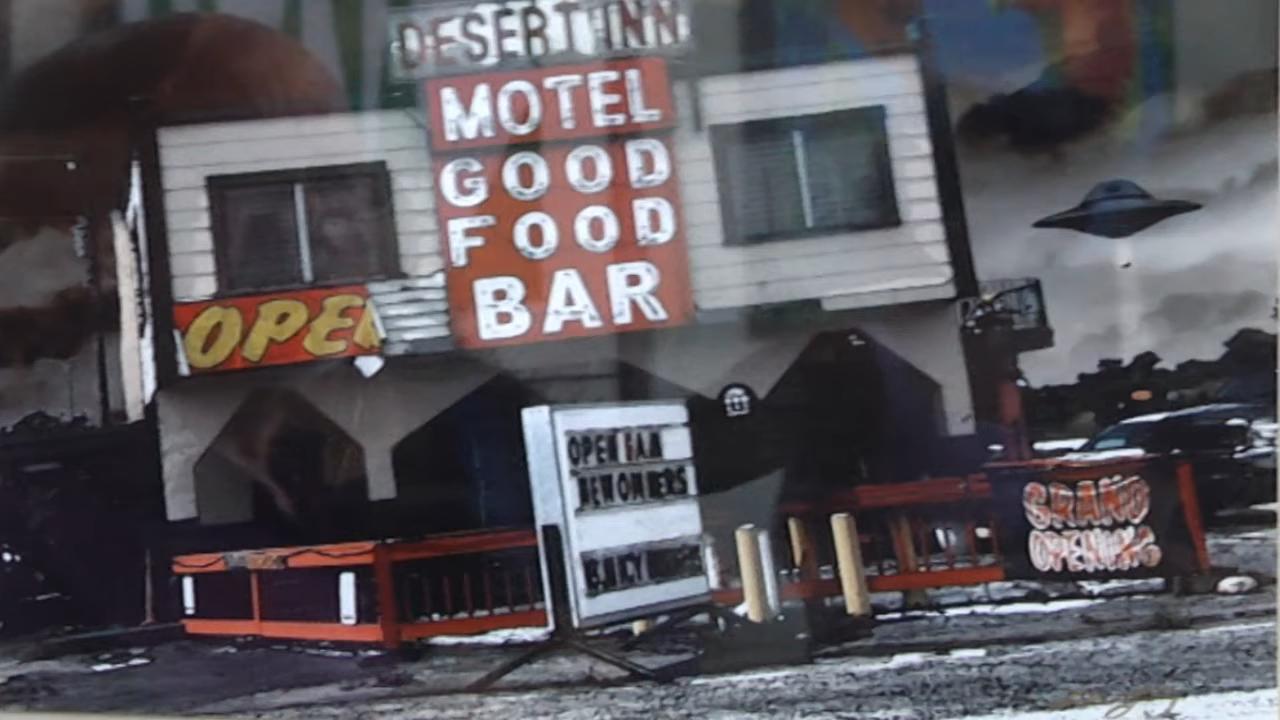 DESERT INN
MOTEL
GOOD
FOOD
BAR
OPEN
OPEN
NEW OWNERS
GRAND
OPENING